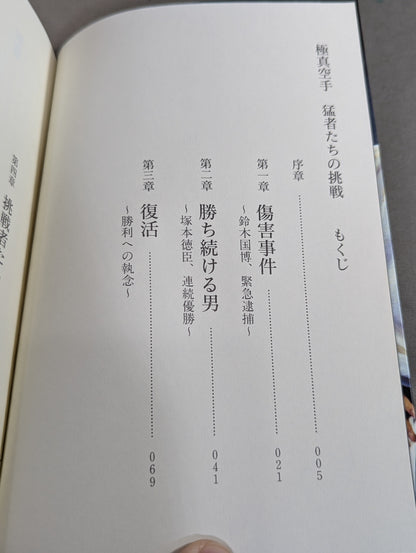 極真空手 猛者たちの挑戦 もくじ
序章 005
第一章 傷害事件 021
～鈴木国博、緊急逮捕～
第二章 勝ち続ける男 041
～塚本徳臣、連続優勝～
第三章 復活 069
～勝利への執念～
第四章 挑戦者